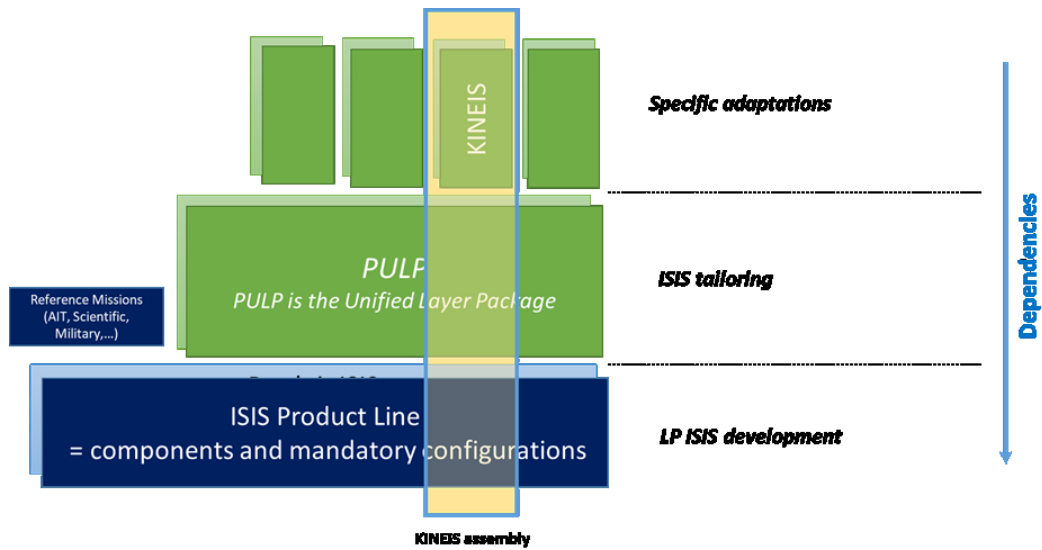 KINEIS
Specific adaptations
PULP
PULP is the Unified Layer Package
ISIS tailoring
Reference Missions
(AIT, Scientific,
Military,...)
ISIS Product Line
= components and mandatory configurations
LP ISIS development
KINEIS assembly
Dependencies